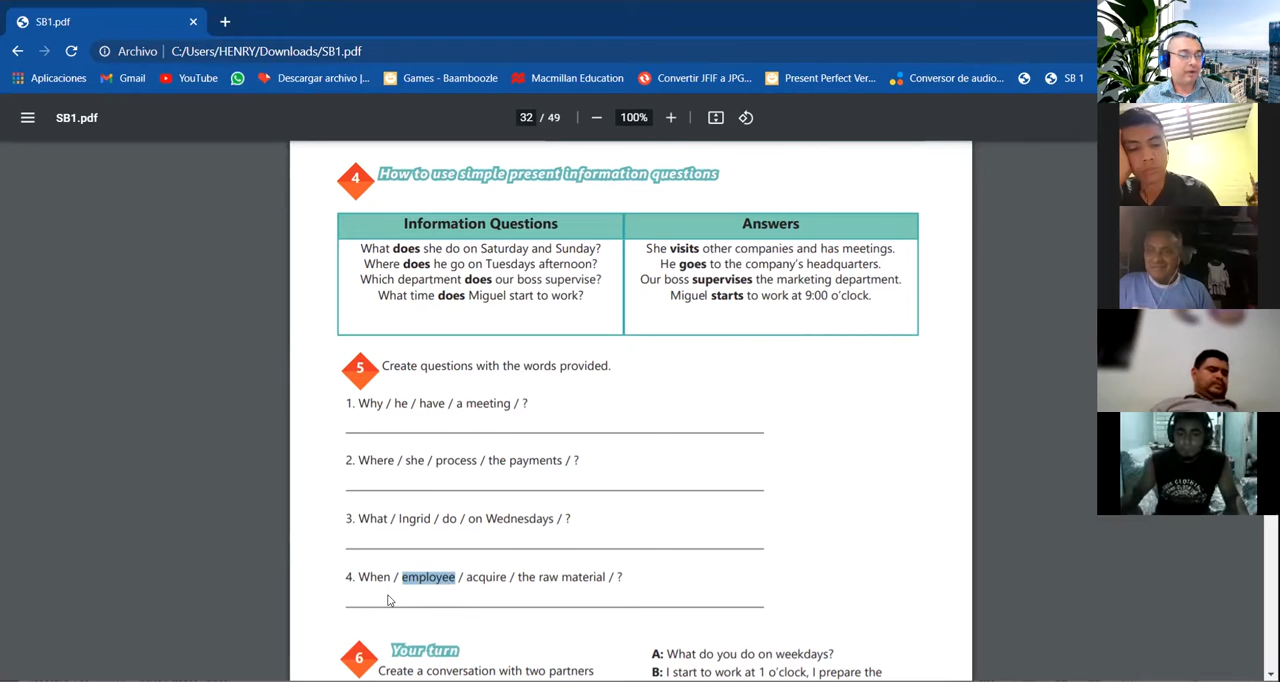 SB1.pdf
Archivo | C:/Users/HENRY/Downloads/SB1.pdf
Aplicaciones Gmail YouTube Descargar archivo |... Games - Baamboozle Macmillan Education Convertir JFIF a JPG... Present Perfect Ver... Conversor de audio... SB 1
SB1.pdf 32 / 49 100%
4 How to use simple present information questions
Information Questions Answers
What does she do on Saturday and Sunday? She visits other companies and has meetings.
Where does he go on Tuesdays afternoon? He goes to the company's headquarters.
Which department does our boss supervise? Our boss supervises the marketing department.
What time does Miguel start to work? Miguel starts to work at 9:00 o'clock.
5 Create questions with the words provided.
1. Why / he / have / a meeting / ?
2. Where / she / process / the payments / ?
3. What / Ingrid / do / on Wednesdays / ?
4. When / employee / acquire / the raw material / ?
6 Your turn
Create a conversation with two partners
A: What do you do on weekdays?
B: I start to work at 1 o'clock, I prepare the